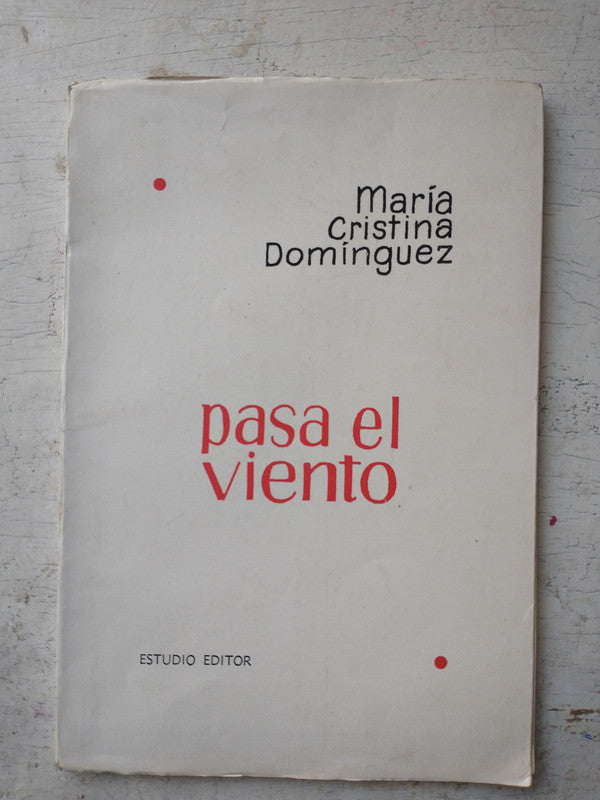 María
Cristina
Domínguez
pasa el
viento
ESTUDIO EDITOR